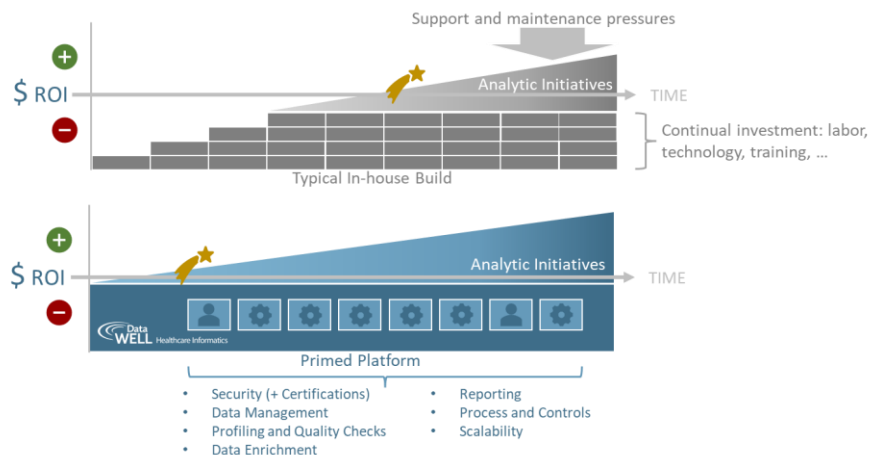 Support and maintenance pressures
+
$ ROI
Analytic Initiatives
TIME
Continual investment: labor,
technology, training, ...
Typical In-house Build
+
$ ROI
Analytic Initiatives
TIME
Data
WELL Healthcare Informatics
Primed Platform
• Security (+ Certifications)
• Data Management
• Profiling and Quality Checks
• Data Enrichment
• Reporting
• Process and Controls
• Scalability